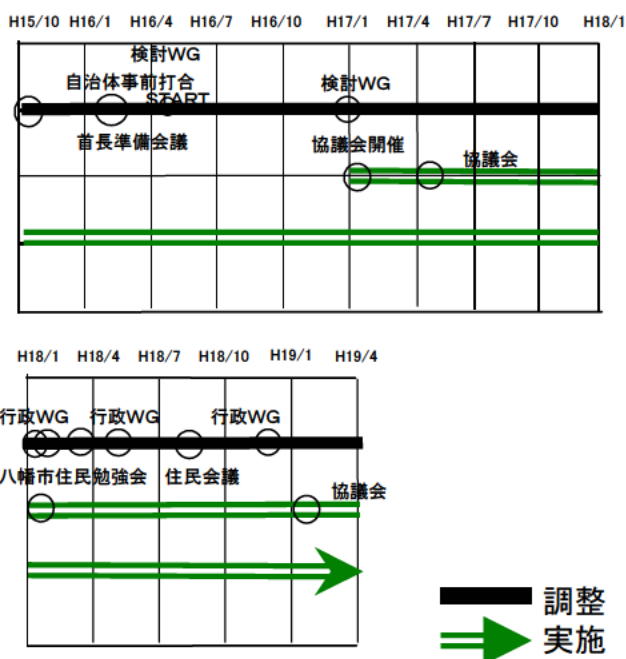 H15/10 H16/1 H16/4 H16/7 H16/10 H17/1 H17/4 H17/7 H17/10 H18/1
検討WG
自治体事前打合 検討WG
START
首長準備会議 協議会開催
協議会
H18/1 H18/4 H18/7 H18/10 H19/1 H19/4
行政WG 行政WG 行政WG
八幡市住民勉強会 住民会議
協議会
調整
実施